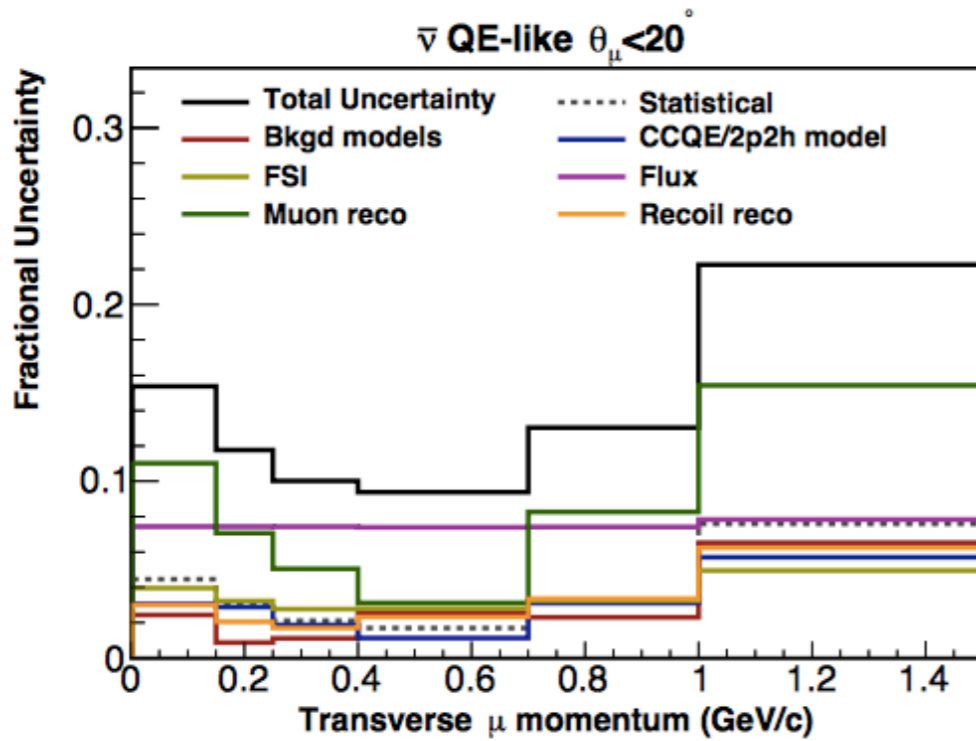 ν̄ QE-like θμ<20°
Fractional Uncertainty
Total Uncertainty
Statistical
Bkgd models
CCQE/2p2h model
FSI
Flux
Muon reco
Recoil reco
0.3
0.2
0.1
0
0 0.2 0.4 0.6 0.8 1 1.2 1.4
Transverse μ momentum (GeV/c)